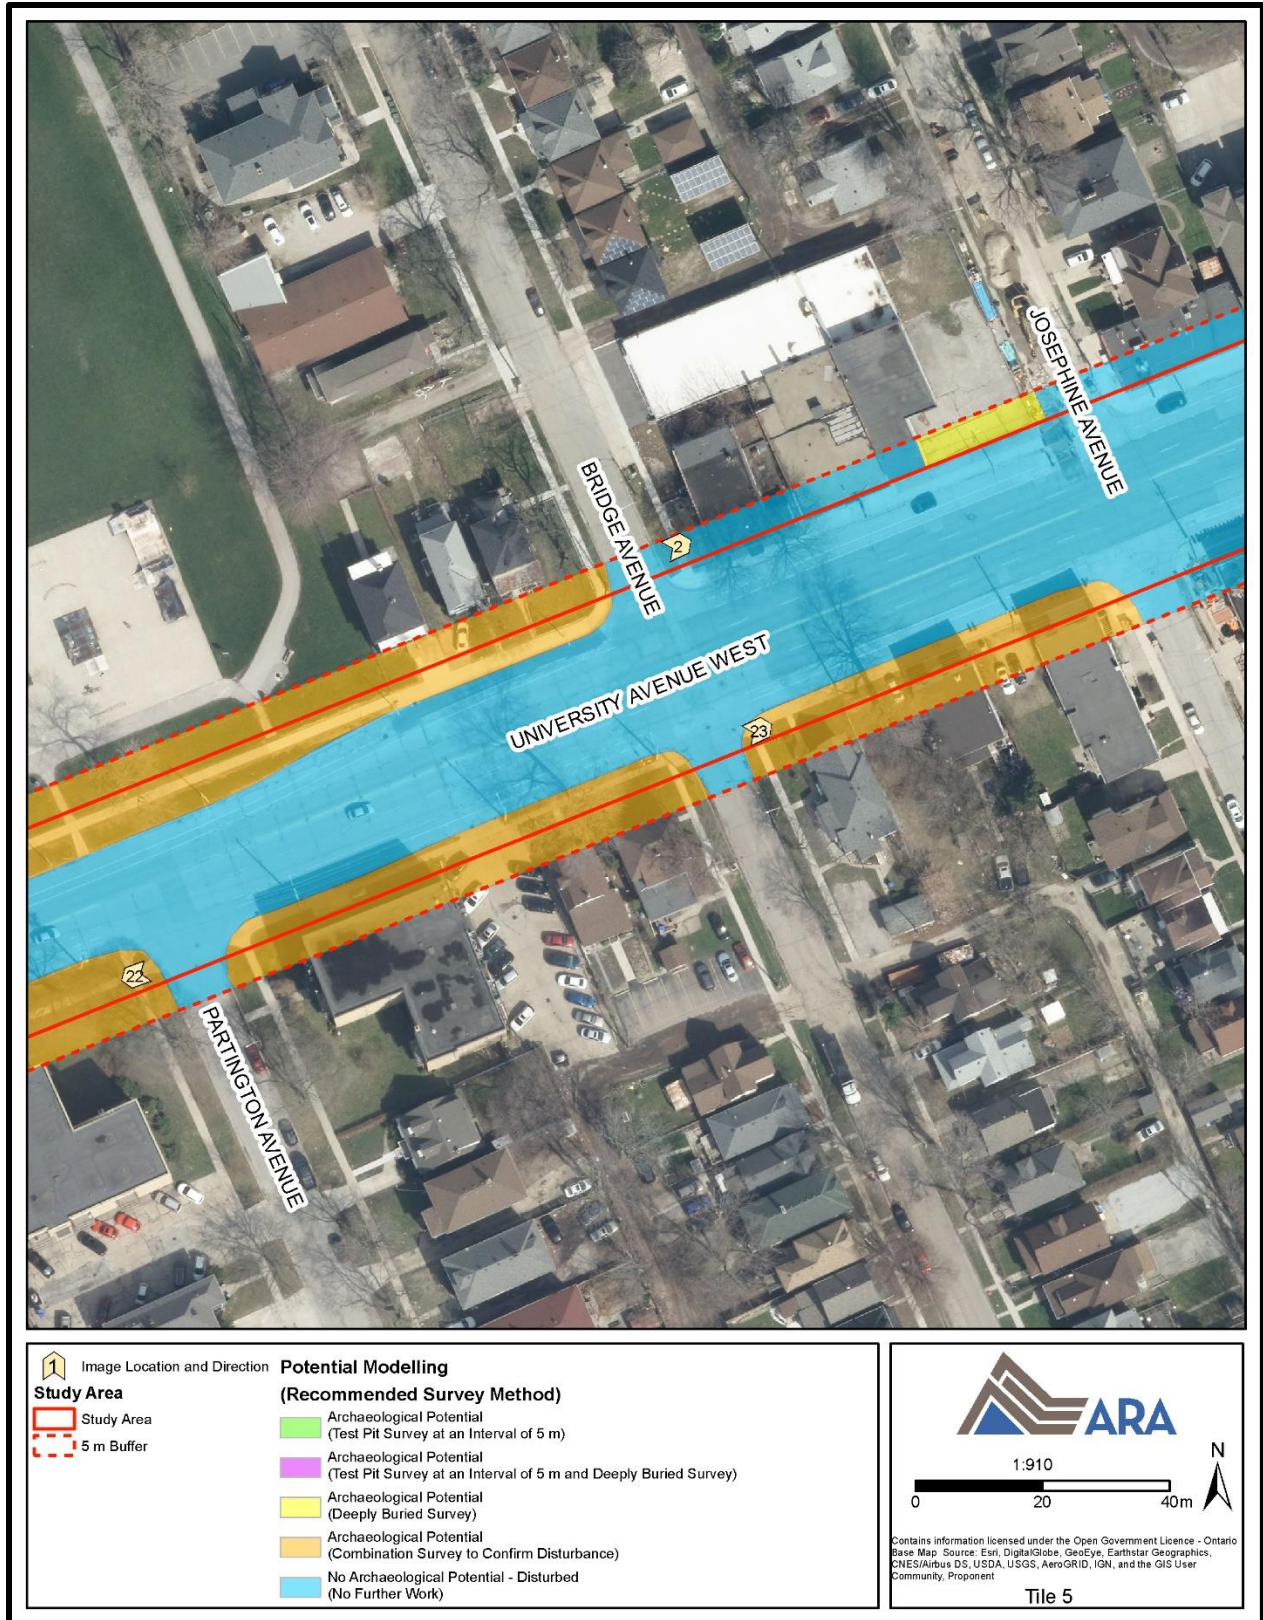 JOSEPHINE AVENUE
BRIDGE AVENUE
2
UNIVERSITY AVENUE WEST
23
22
PARTINGTON AVENUE
1 Image Location and Direction
Study Area
Study Area
5 m Buffer
Potential Modelling
(Recommended Survey Method)
Archaeological Potential
(Test Pit Survey at an Interval of 5 m)
Archaeological Potential
(Test Pit Survey at an Interval of 5 m and Deeply Buried Survey)
Archaeological Potential
(Deeply Buried Survey)
Archaeological Potential
(Combination Survey to Confirm Disturbance)
No Archaeological Potential - Disturbed
(No Further Work)
ARA
1:910
N
0 20 40m
Contains information licensed under the Open Government Licence - Ontario
Base Map Source: Esri, DigitalGlobe, GeoEye, Earthstar Geographics,
CNES/Airbus DS, USDA, USGS, AeroGRID, IGN, and the GIS User
Community, Proponent
Tile 5